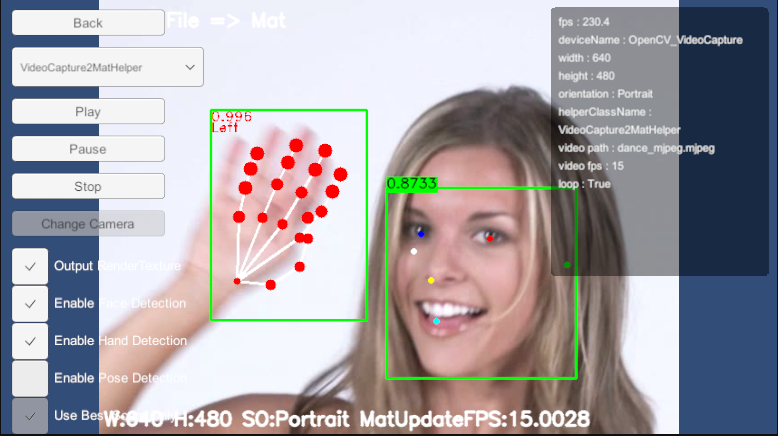 Back
File => Mat
VideoCapture2MatHelper
Play
Pause
Stop
Change Camera
Output RenderTexture
Enable Face Detection
Enable Hand Detection
Enable Pose Detection
Use Best
0.996
Left
0.8733
fps : 230.4
deviceName : OpenCV_VideoCapture
width : 640
height : 480
orientation : Portrait
helperClassName :
VideoCapture2MatHelper
video path : dance_mjpeg.mjpeg
video fps : 15
loop : True
W:640 H:480 SO:Portrait MatUpdateFPS:15.0028